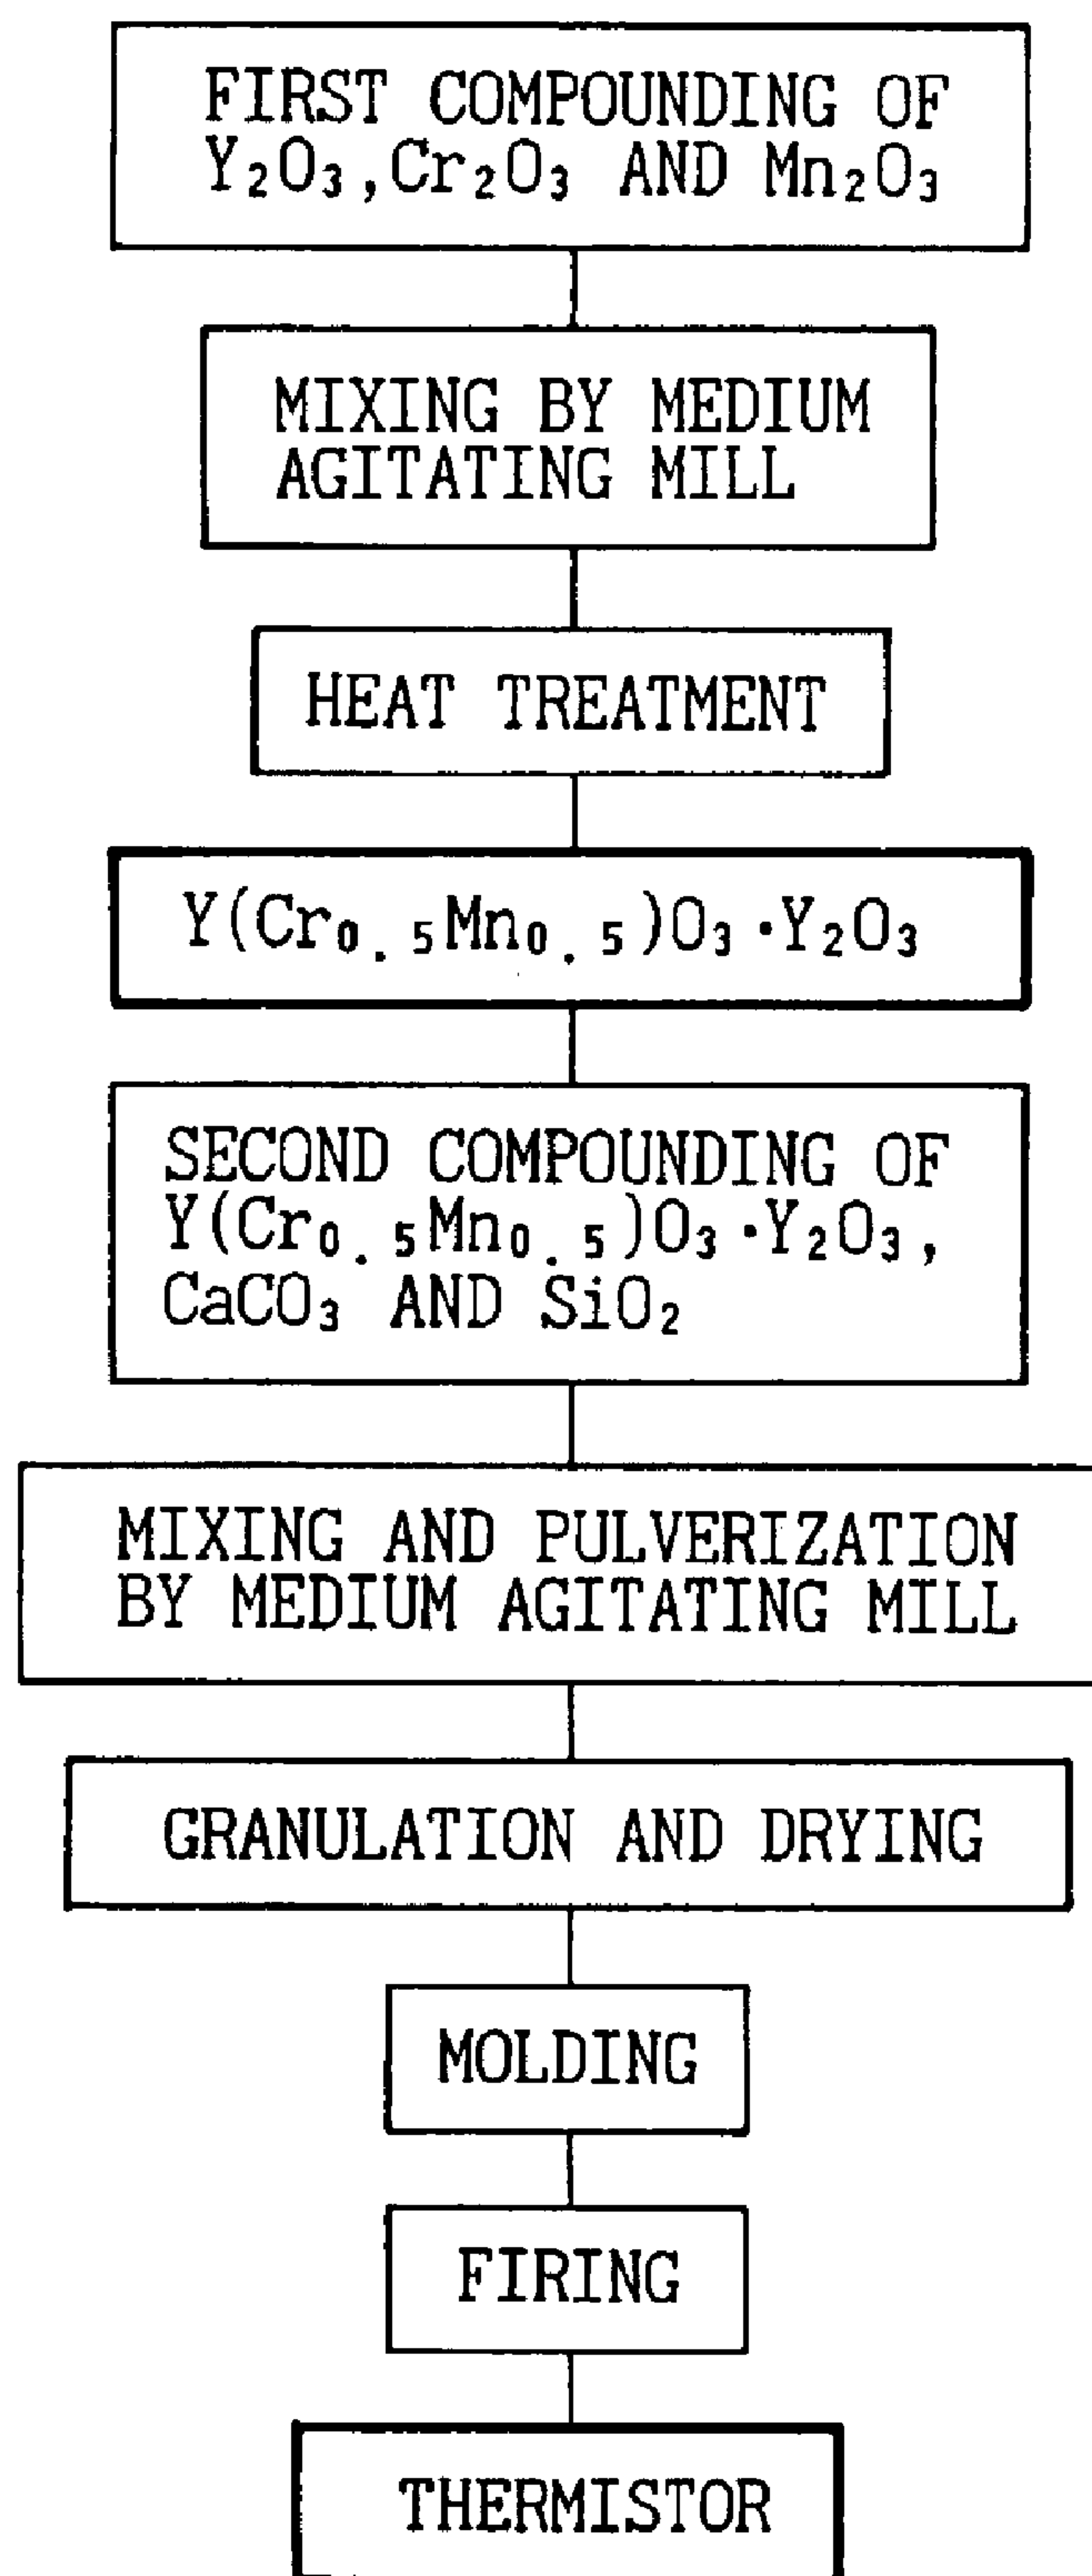 FIRST COMPOUNDING OF
Y₂O₃,Cr₂O₃ AND Mn₂O₃
MIXING BY MEDIUM
AGITATING MILL
HEAT TREATMENT
Y(Cr₀.₅Mn₀.₅)O₃·Y₂O₃
SECOND COMPOUNDING OF
Y(Cr₀.₅Mn₀.₅)O₃·Y₂O₃,
CaCO₃ AND SiO₂
MIXING AND PULVERIZATION
BY MEDIUM AGITATING MILL
GRANULATION AND DRYING
MOLDING
FIRING
THERMISTOR